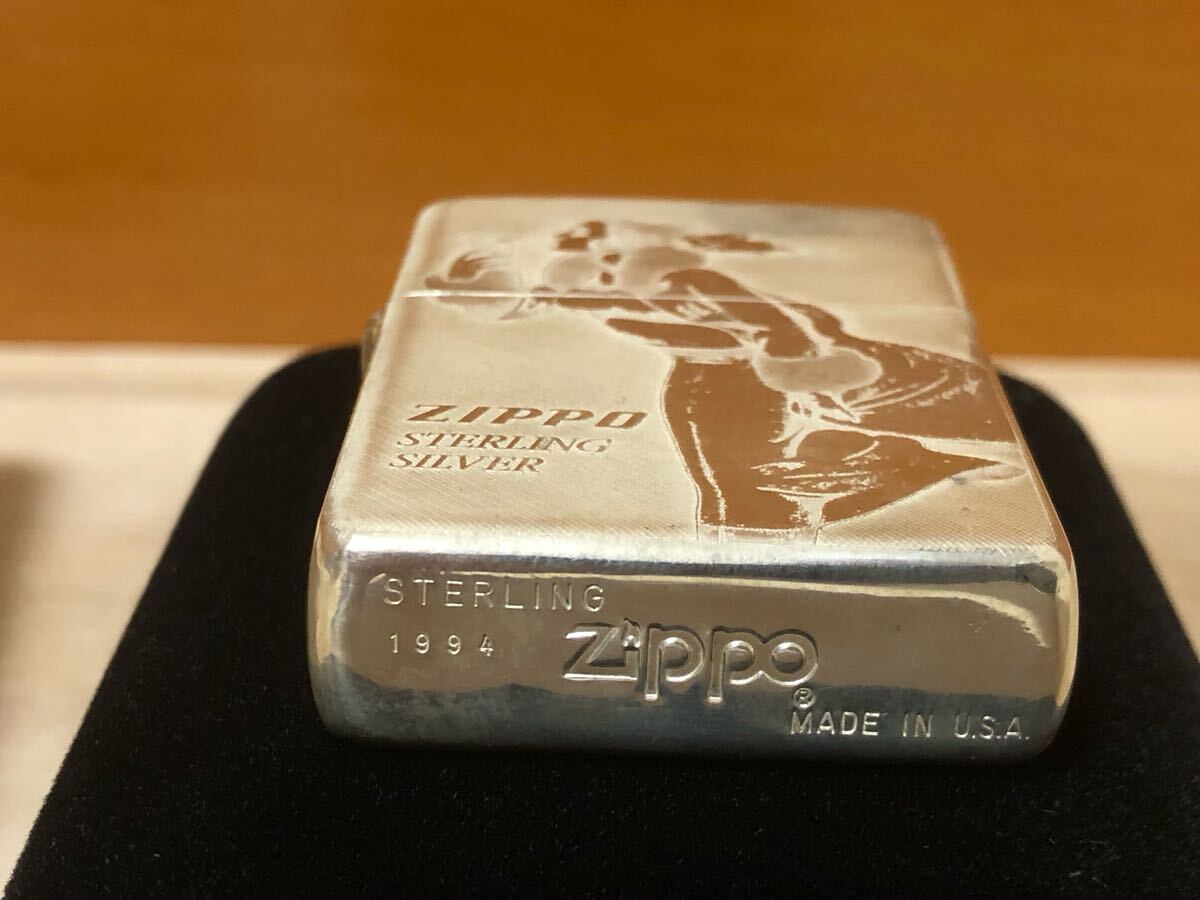 ZIPPO
STERLING
SILVER
STERLING
1994
Zippo
®
MADE IN U.S.A.